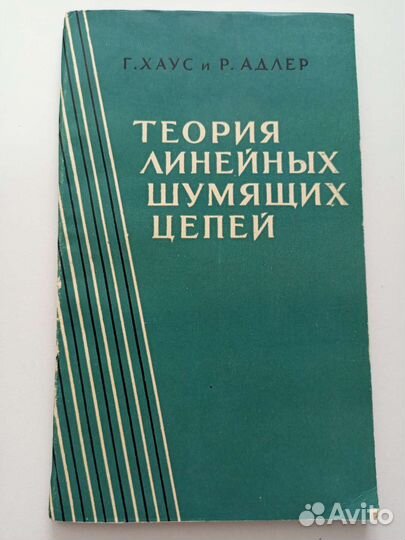 Г. ХАУС и Р. АДЛЕР
ТЕОРИЯ
ЛИНЕЙНЫХ
ШУМЯЩИХ
ЦЕПЕЙ
Avito